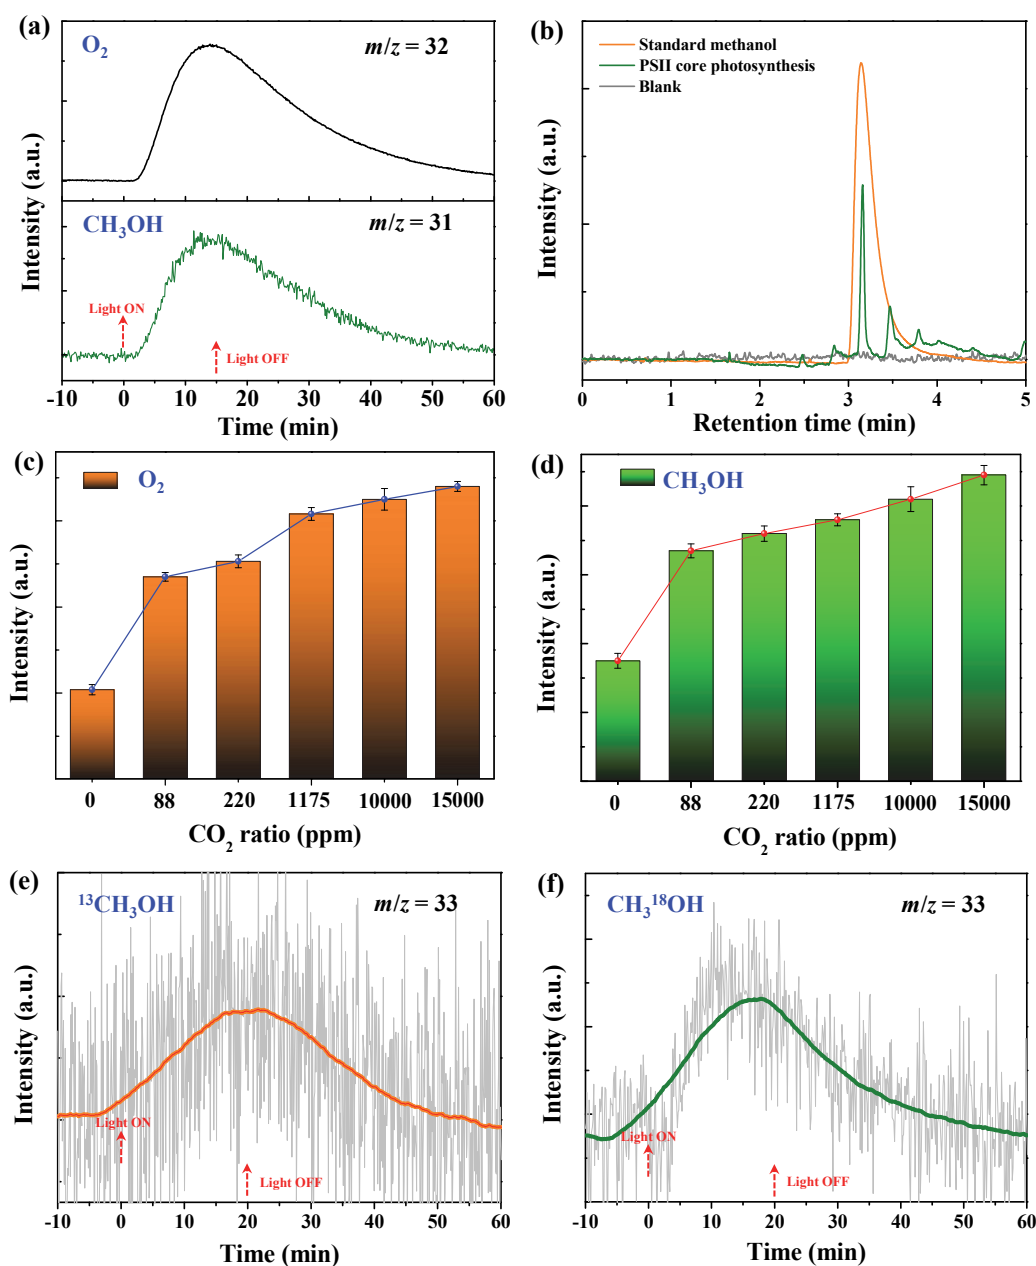 (a)
O₂
m/z = 32
CH₃OH
m/z = 31
Light ON
Light OFF
Intensity (a.u.)
-10 0 10 20 30 40 50 60
Time (min)
(b)
Standard methanol
PSII core photosynthesis
Blank
Intensity (a.u.)
0 1 2 3 4 5
Retention time (min)
(c)
O₂
Intensity (a.u.)
0 88 220 1175 10000 15000
CO₂ ratio (ppm)
(d)
CH₃OH
Intensity (a.u.)
0 88 220 1175 10000 15000
CO₂ ratio (ppm)
(e)
¹³CH₃OH
m/z = 33
Light ON
Light OFF
Intensity (a.u.)
-10 0 10 20 30 40 50 60
Time (min)
(f)
CH₃¹⁸OH
m/z = 33
Light ON
Light OFF
Intensity (a.u.)
-10 0 10 20 30 40 50 60
Time (min)